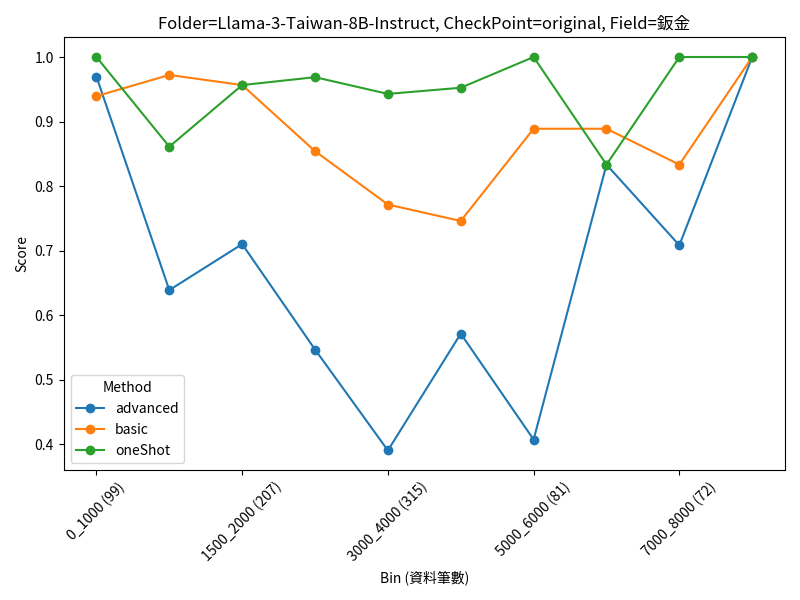 Folder=Llama-3-Taiwan-8B-Instruct, CheckPoint=original, Field=鈑金
1.0
0.9
0.8
0.7
0.6
0.5
0.4
Score
Method
advanced
basic
oneShot
0_1000 (99)
1500_2000 (207)
3000_4000 (315)
5000_6000 (81)
7000_8000 (72)
Bin (資料筆數)